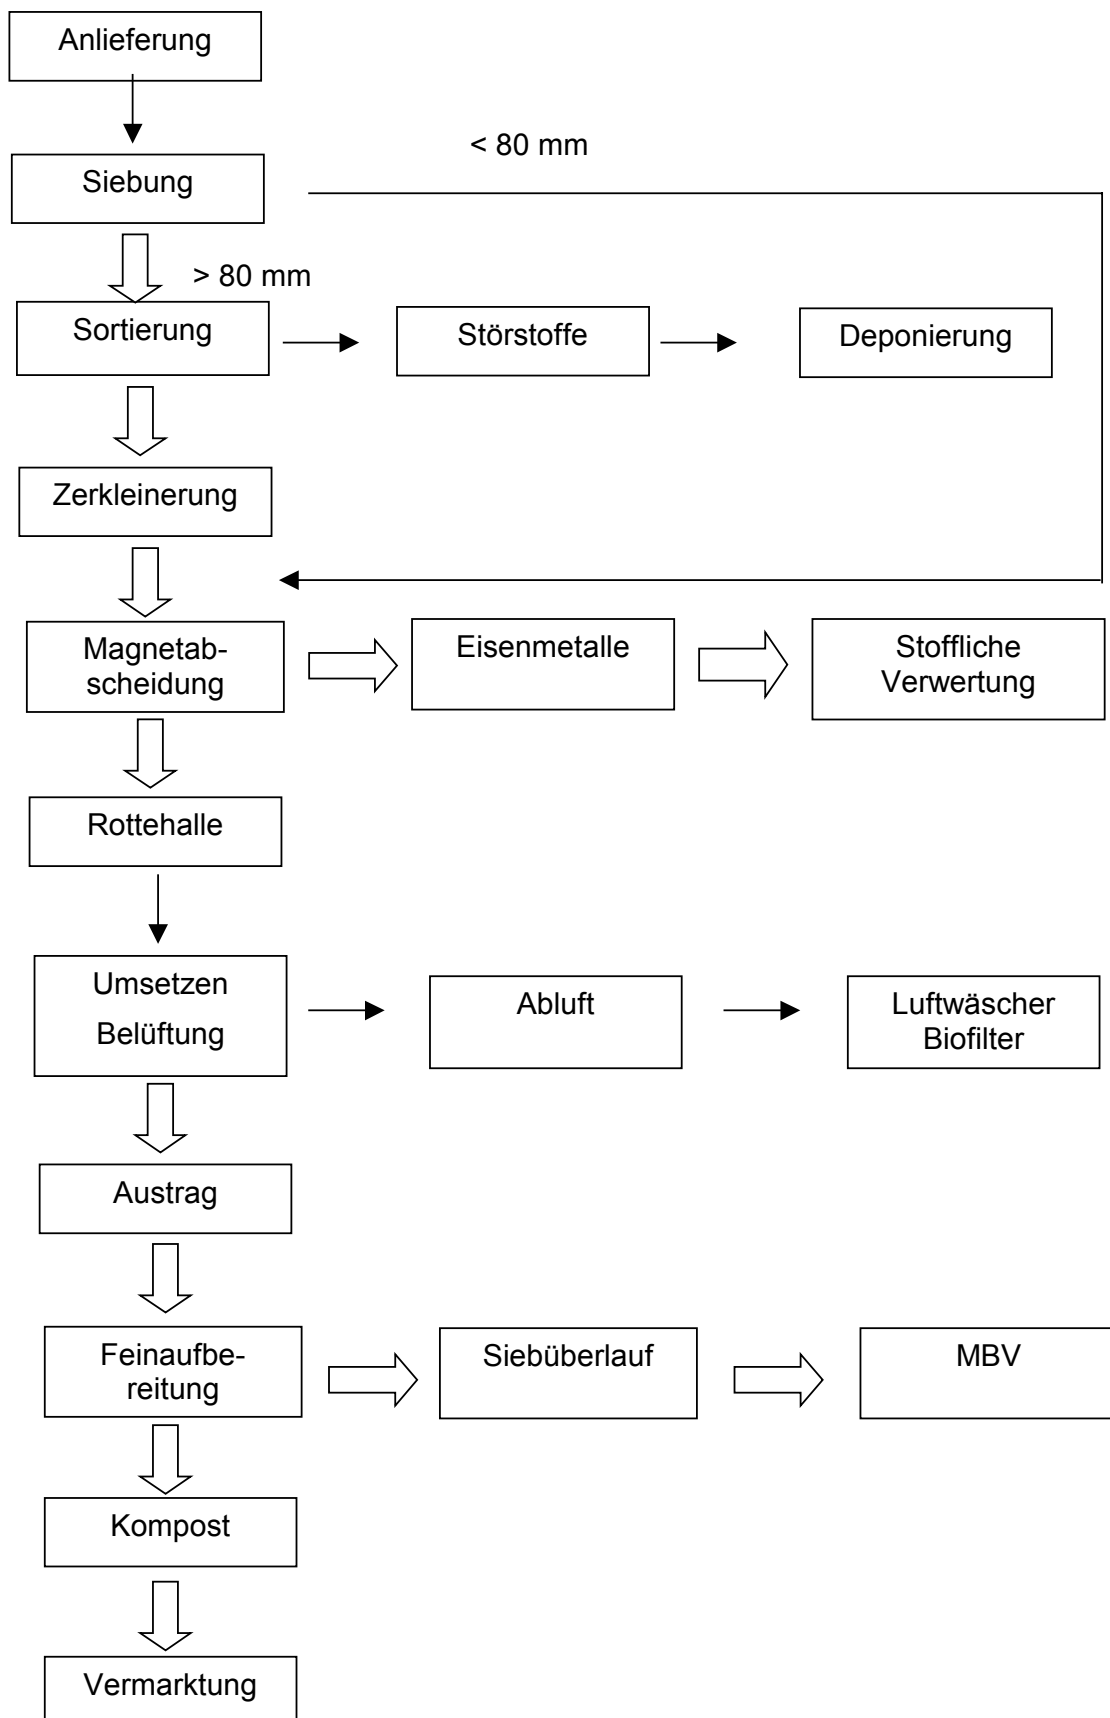 Anlieferung
< 80 mm
Siebung
> 80 mm
Sortierung
Störstoffe
Deponierung
Zerkleinerung
Magnetab-
scheidung
Eisenmetalle
Stoffliche
Verwertung
Rottehalle
Umsetzen
Belüftung
Abluft
Luftwäscher
Biofilter
Austrag
Feinaufbe-
reitung
Siebüberlauf
MBV
Kompost
Vermarktung